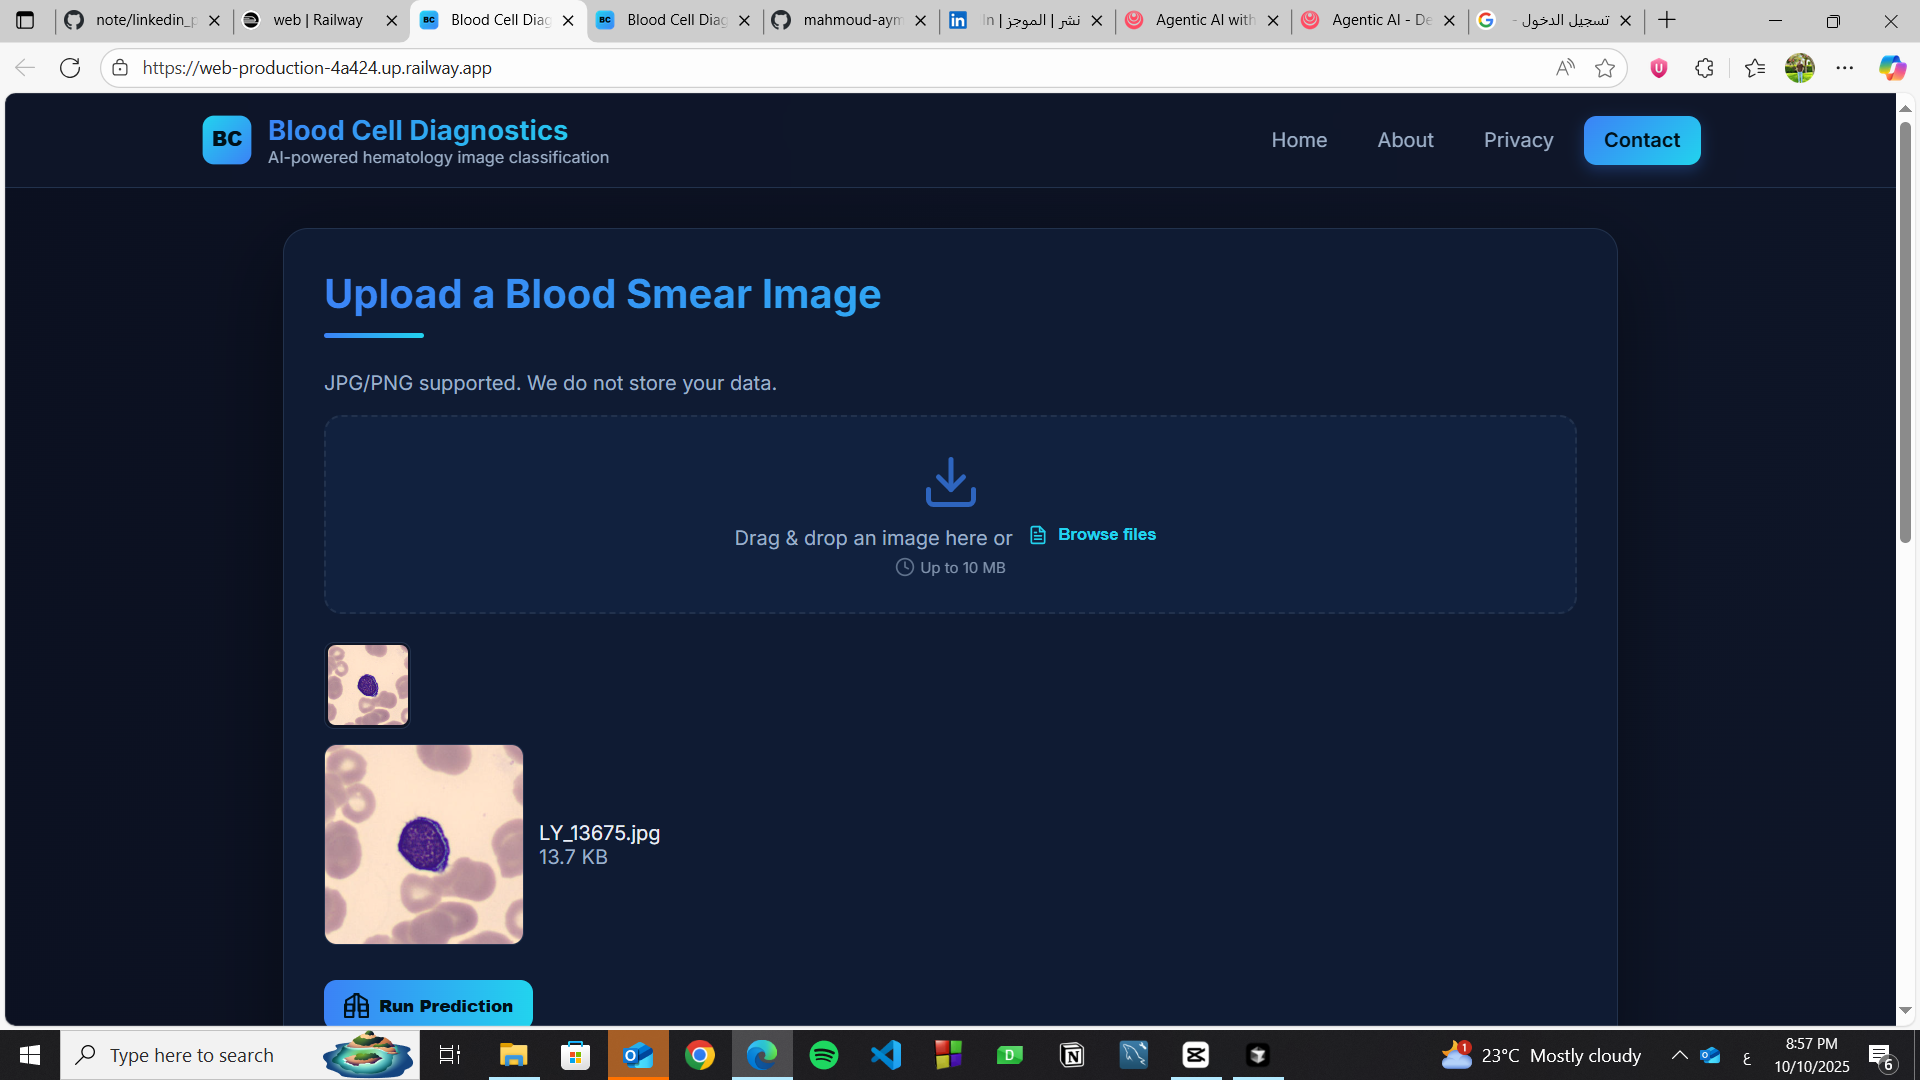 note/linkedin_p
web | Railway
BC
Blood Cell Diag
BC
Blood Cell Diag
mahmoud-aym
in
نشر | الموجز | In
Agentic AI with
Agentic AI - De
تسجيل الدخول -
https://web-production-4a424.up.railway.app
BC
Blood Cell Diagnostics
AI-powered hematology image classification
Home
About
Privacy
Contact
Upload a Blood Smear Image
JPG/PNG supported. We do not store your data.
Drag & drop an image here or
Browse files
Up to 10 MB
LY_13675.jpg
13.7 KB
Run Prediction
Type here to search
1
23°C Mostly cloudy
ع
8:57 PM
10/10/2025
6